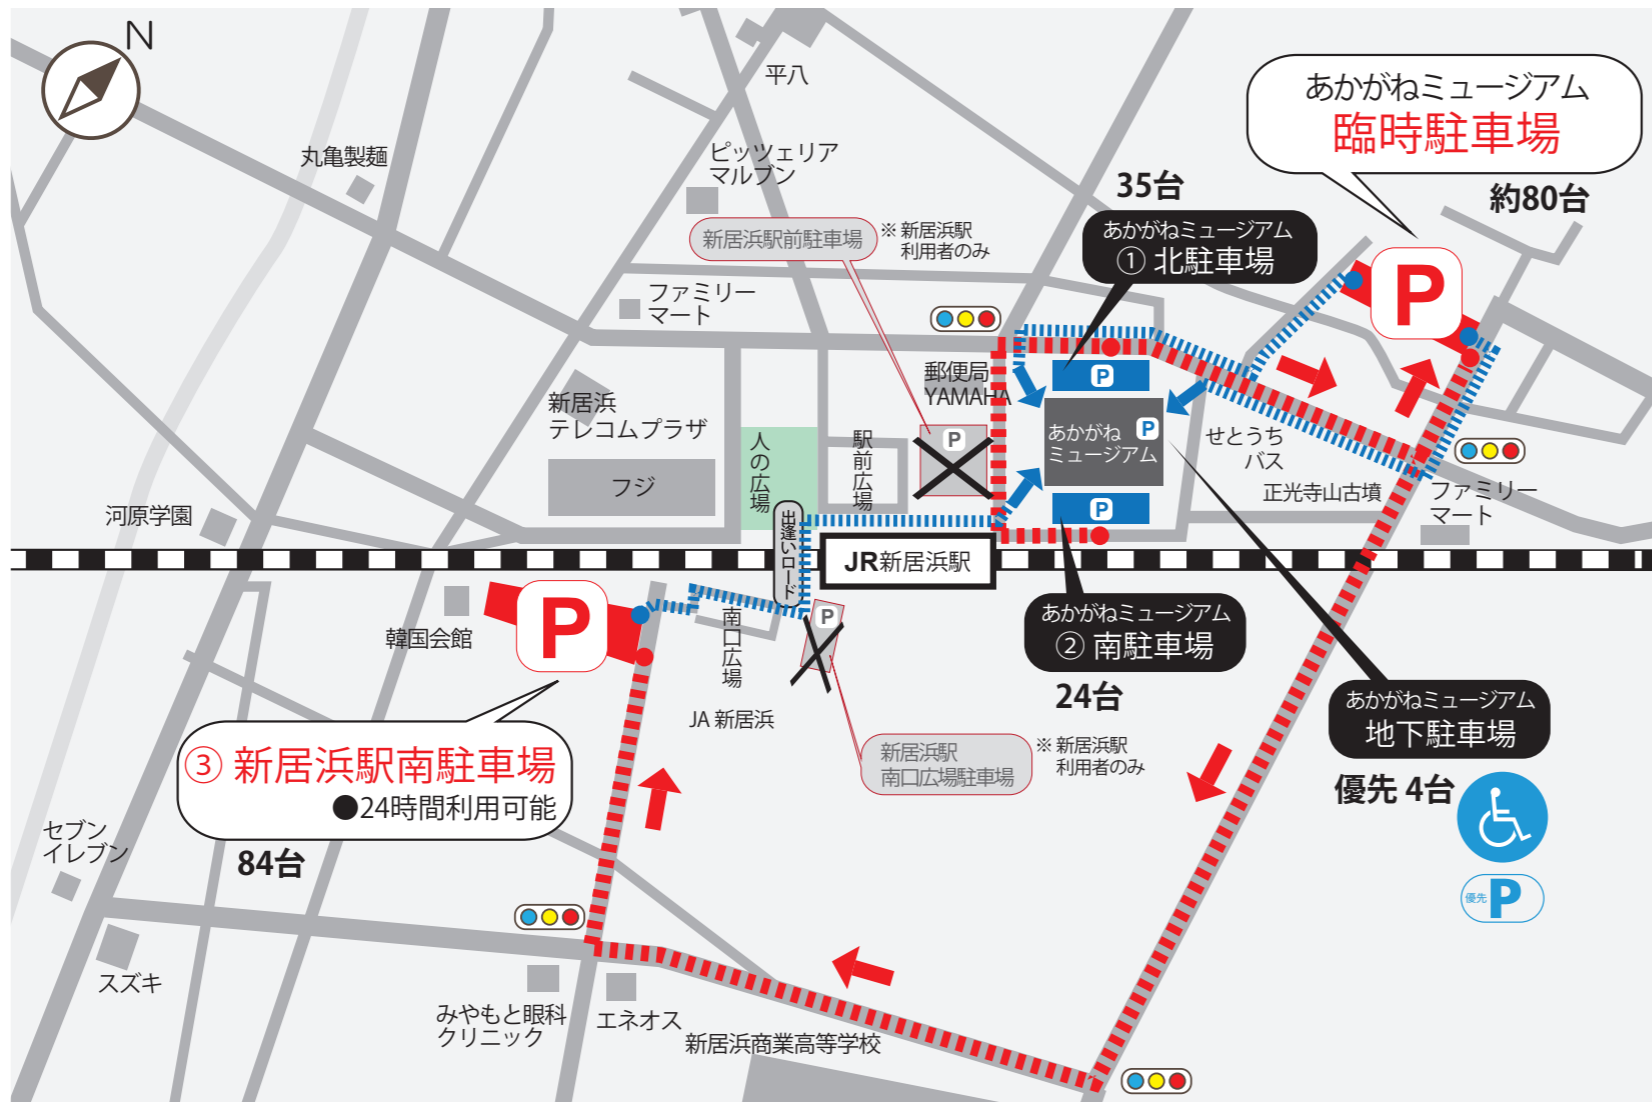 N
平八
丸亀製麺
ピッツェリア
マルブン
あかがねミュージアム
臨時駐車場
約80台
35台
あかがねミュージアム
① 北駐車場
新居浜駅前駐車場
※ 新居浜駅
利用者のみ
ファミリー
マート
P
郵便局
YAMAHA
P
新居浜
テレコムプラザ
人の広場
駅前広場
P
あかがね
ミュージアム
P
せとうち
バス
フジ
正光寺山古墳
ファミリー
マート
河原学園
P
出逢いロード
JR新居浜駅
韓国会館
P
南口広場
P
あかがねミュージアム
② 南駐車場
24台
JA 新居浜
あかがねミュージアム
地下駐車場
優先 4台
優先
P
③ 新居浜駅南駐車場
●24時間利用可能
84台
新居浜駅
南口広場駐車場
※ 新居浜駅
利用者のみ
セブン
イレブン
スズキ
みやもと眼科
クリニック
エネオス
新居浜商業高等学校